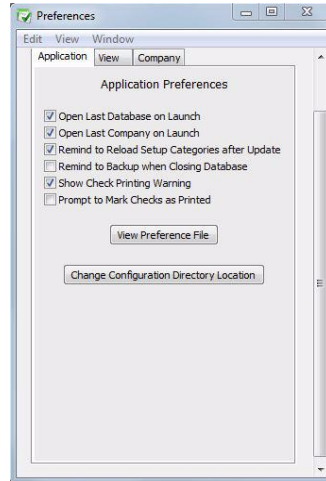 Preferences
Edit View Window
Application View Company
Application Preferences
Open Last Database on Launch
Open Last Company on Launch
Remind to Reload Setup Categories after Update
Remind to Backup when Closing Database
Show Check Printing Warning
Prompt to Mark Checks as Printed
View Preference File
Change Configuration Directory Location